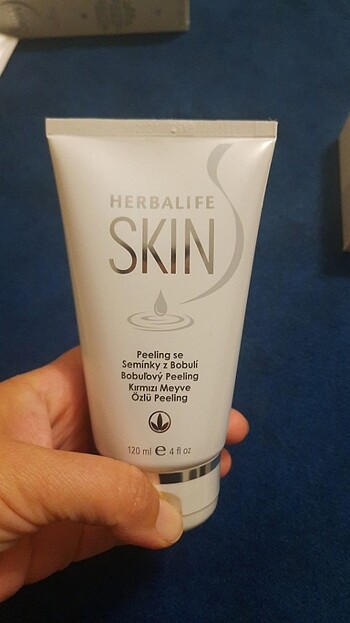 HERBALIFE
SKIN
Peeling se
Semínky z Bobulí
Bobuľový Peeling
Kırmızı Meyve
Özlü Peeling
120 ml e 4 fl oz